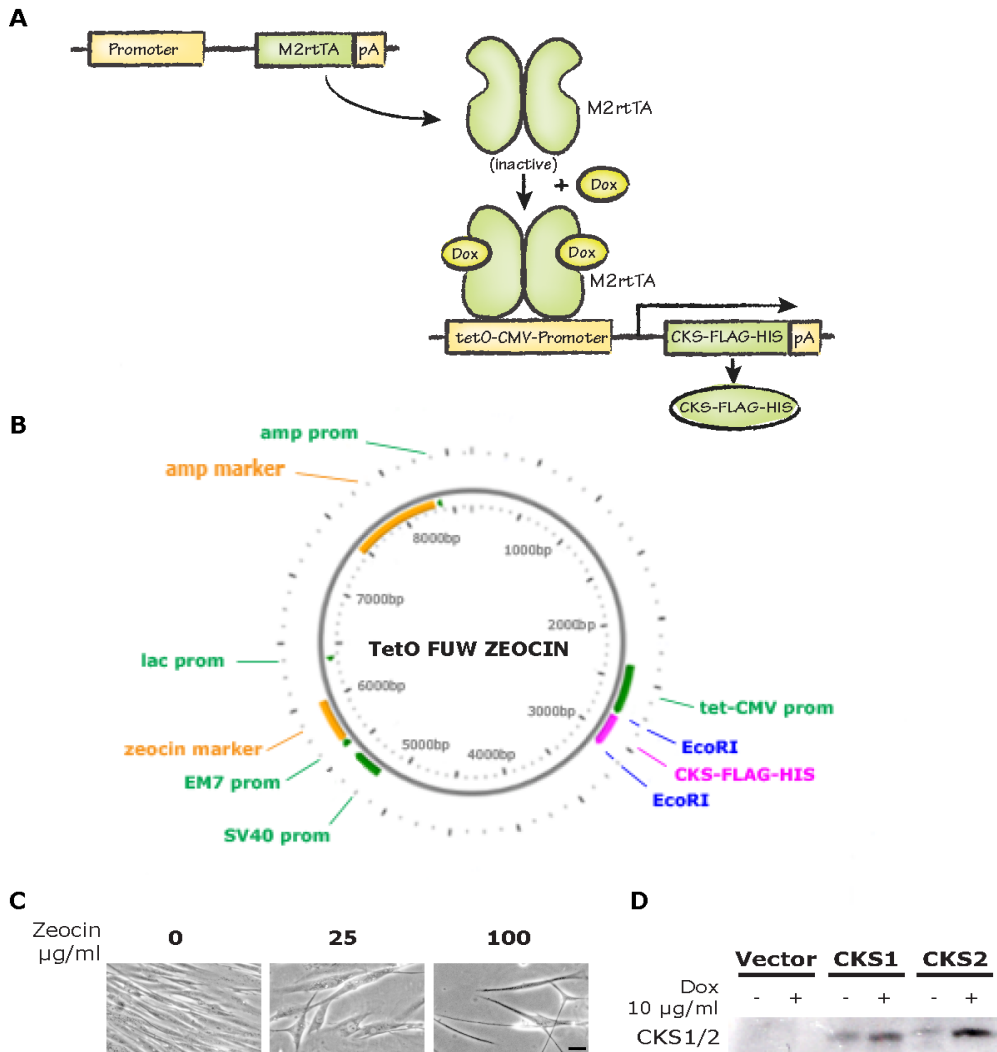 A
Promoter
M2rtTA
pA
M2rtTA
(inactive)
+
Dox
Dox
Dox
M2rtTA
tetO-CMV-Promoter
CKS-FLAG-HIS
pA
CKS-FLAG-HIS
B
amp prom
amp marker
8000bp
1000bp
7000bp
2000bp
TetO FUW ZEOCIN
lac prom
6000bp
tet-CMV prom
3000bp
zeocin marker
EcoRI
5000bp
4000bp
CKS-FLAG-HIS
EM7 prom
EcoRI
SV40 prom
C
Zeocin
µg/ml
0
25
100
D
Vector CKS1 CKS2
Dox
10 µg/ml
- + - + - +
CKS1/2